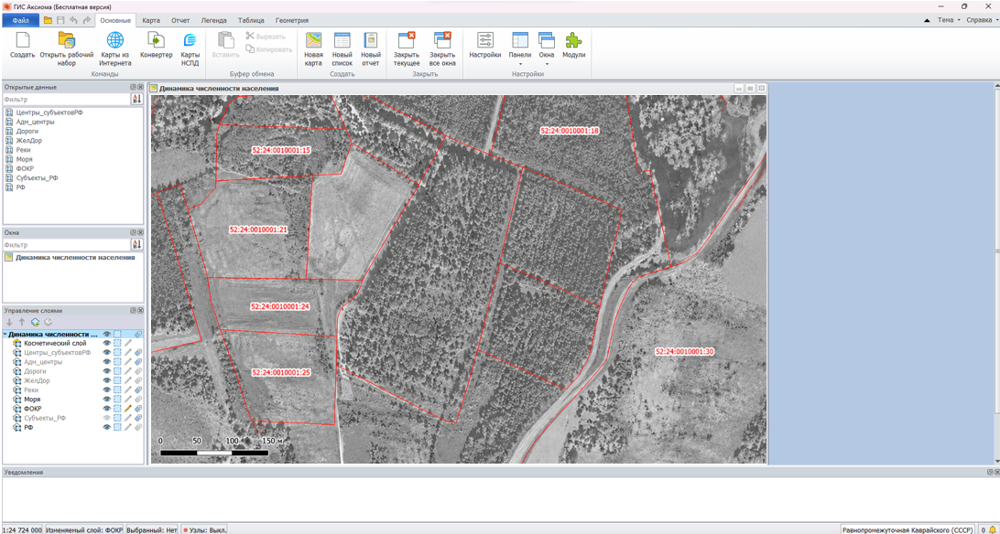 ГИС Аксиома (Бесплатная версия)
Файл Основные Карта Отчет Легенда Таблица Геометрия Тема Справка
Создать Открыть рабочий набор Карты из Интернета Конвертер Карты НСПД
Команды
Вставить Вырезать Копировать
Буфер обмена
Новая карта Новый список Новый отчет
Создать
Закрыть текущее Закрыть все окна
Закрыть
Настройки Панели Окна Модули
Настройки
Открытые данные
Фильтр
Центры_субъектовРФ
Адм_центры
Дороги
ЖелДор
Реки
Моря
ФОКР
Субъекты_РФ
РФ
Окна
Фильтр
Динамика численности населения
Управление слоями
Динамика численности ...
Косметический слой
Центры_субъектовРФ
Адм_центры
Дороги
ЖелДор
Реки
Моря
ФОКР
Субъекты_РФ
РФ
Динамика численности населения
52:24:0010001:18
52:24:0010001:15
52:24:0010001:21
52:24:0010001:24
52:24:0010001:30
52:24:0010001:25
0 50 100 150 м
Уведомления
1:24 724 000 Изменяемый слой: ФОКР Выбранный: Нет Узлы: Выкл. Равнопромежуточная Каврайского (СССР) 0